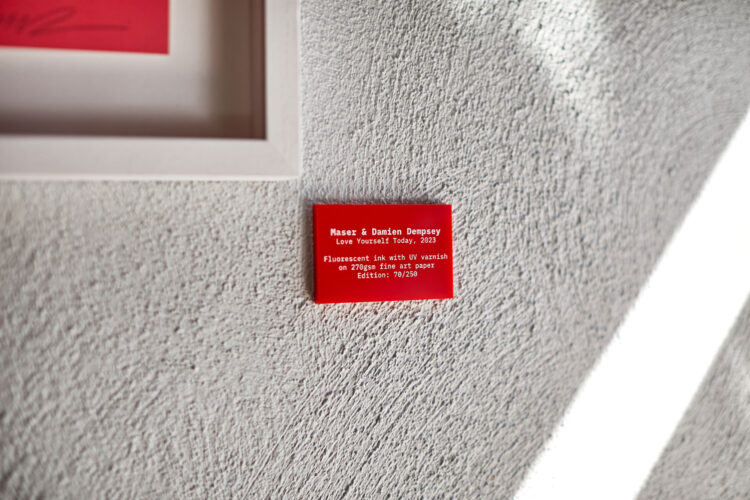 Maser & Damien Dempsey
Love Yourself Today, 2023
Fluorescent ink with UV varnish
on 270gsm fine art paper
Edition: 70/250